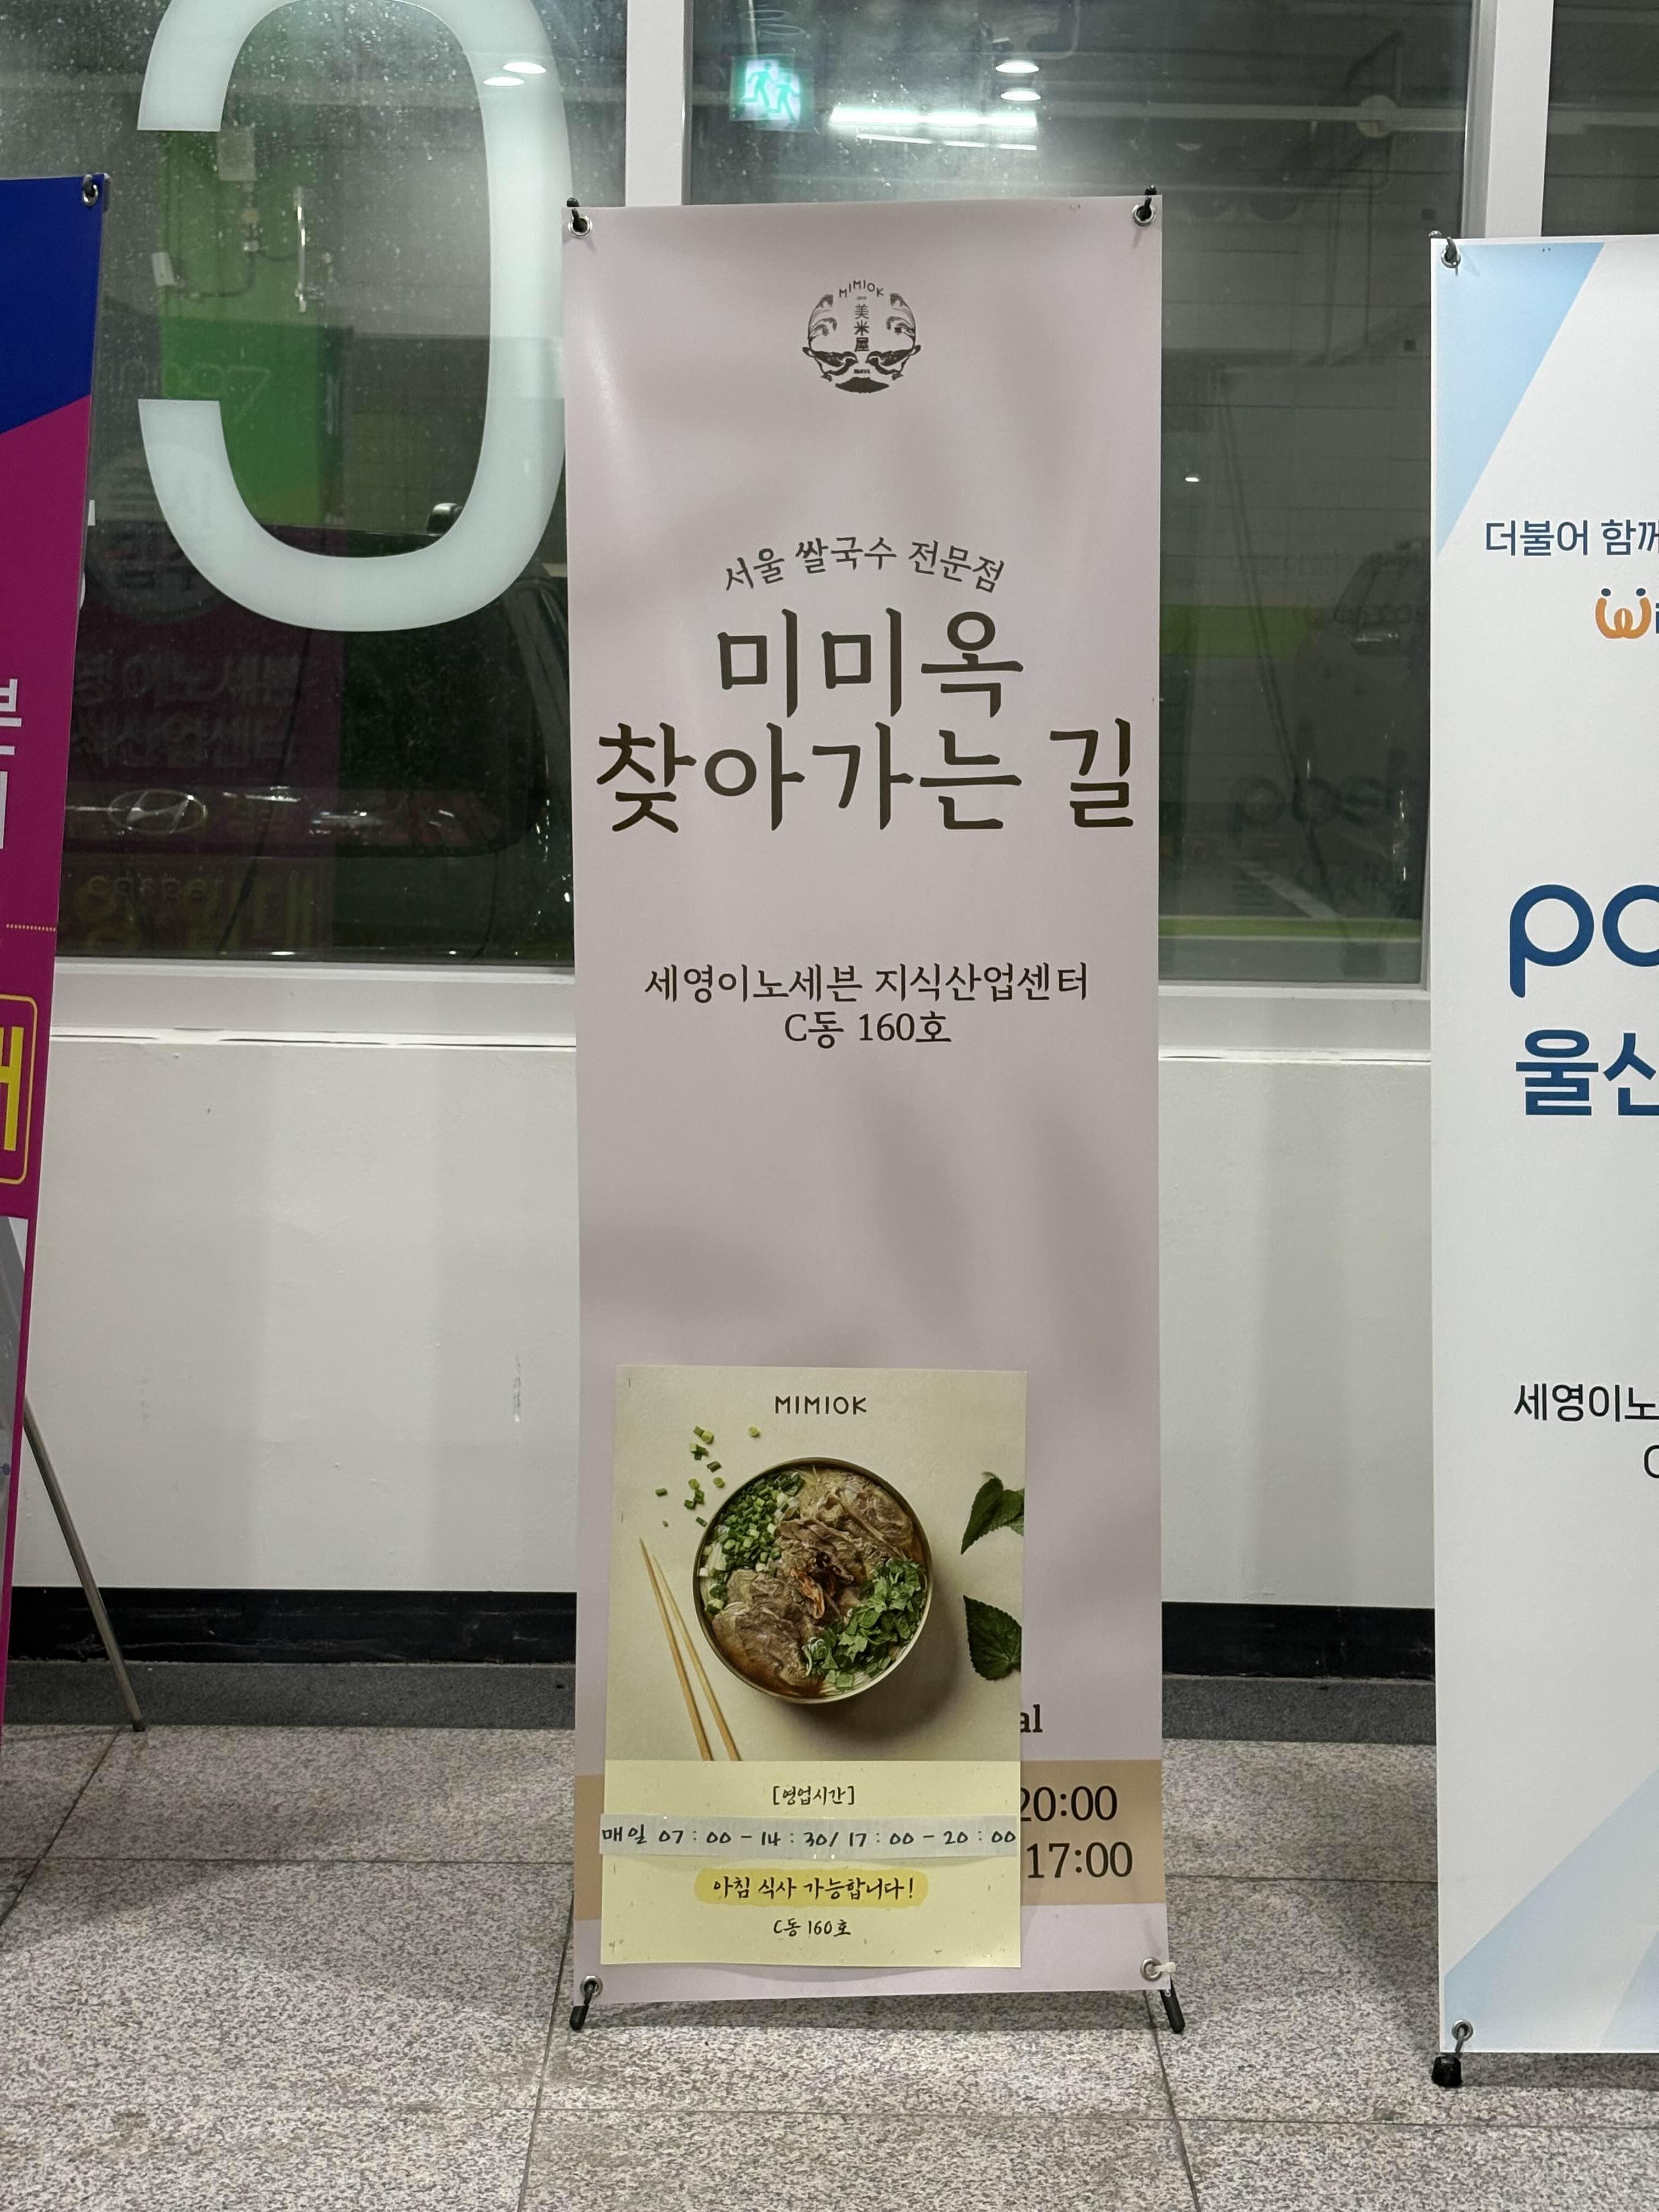 MIMIOK
美
米
屋
서울 쌀국수 전문점
미미옥
찾아가는 길
세영이노세븐 지식산업센터
C동 160호
MIMIOK
al
20:00
17:00
[영업시간]
매일 07:00-14:30/17:00-20:00
아침 식사 가능합니다!
C동 160호
더불어 함께
울산
세영이노